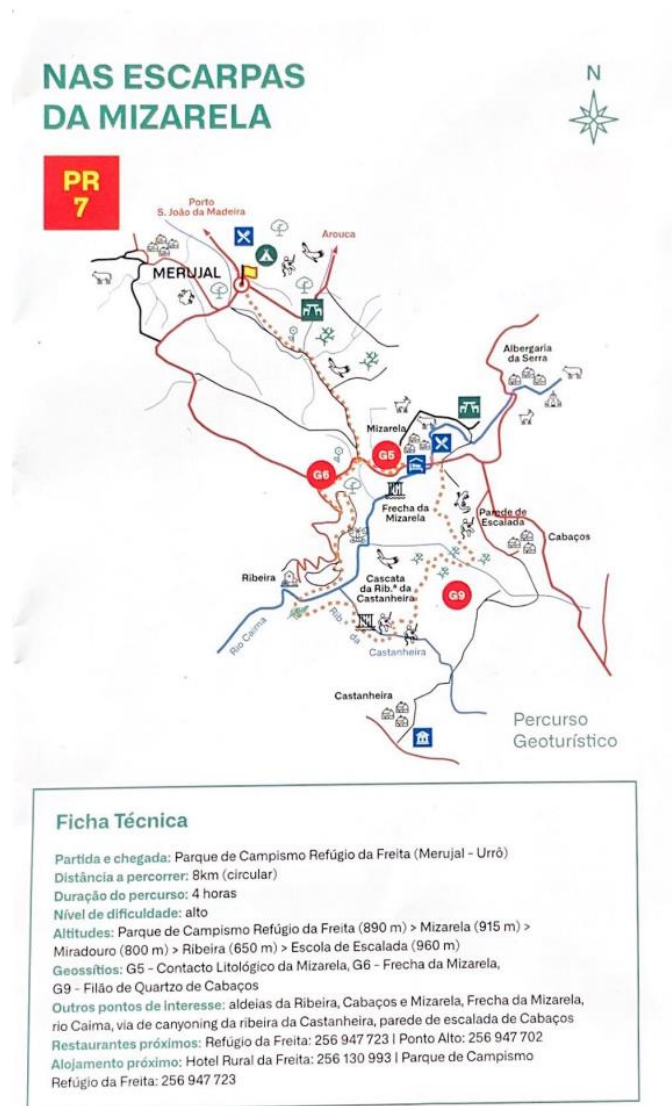 NAS ESCARPAS
DA MIZARELA
N
PR
7
Porto
S. João da Madeira
Arouca
MERUJAL
Albergaria
da Serra
Mizarela
G5
G6
Frecha da
Mizarela
Parede de
Escalada
Cabaços
Ribeira
Cascata
da Rib.ª da
Castanheira
G9
Rio Caima
Rib.ª da
Castanheira
Castanheira
Percurso
Geoturístico
Ficha Técnica
Partida e chegada: Parque de Campismo Refúgio da Freita (Merujal - Urrô)
Distância a percorrer: 8km (circular)
Duração do percurso: 4 horas
Nível de dificuldade: alto
Altitudes: Parque de Campismo Refúgio da Freita (890 m) > Mizarela (915 m) >
Miradouro (800 m) > Ribeira (650 m) > Escola de Escalada (960 m)
Geossítios: G5 - Contacto Litológico da Mizarela, G6 - Frecha da Mizarela,
G9 - Filão de Quartzo de Cabaços
Outros pontos de interesse: aldeias da Ribeira, Cabaços e Mizarela, Frecha da Mizarela,
rio Caima, via de canyoning da ribeira da Castanheira, parede de escalada de Cabaços
Restaurantes próximos: Refúgio da Freita: 256 947 723 | Ponto Alto: 256 947 702
Alojamento próximo: Hotel Rural da Freita: 256 130 993 | Parque de Campismo
Refúgio da Freita: 256 947 723